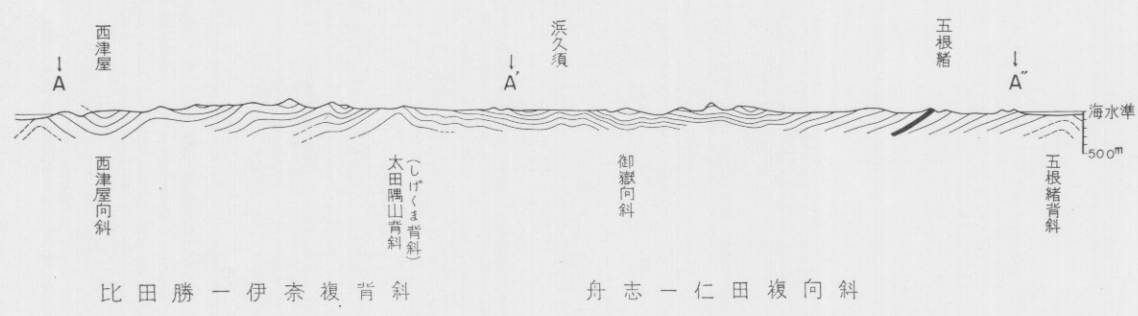 西津屋
浜久須
五根緒
A
A′
A″
海水準
500m
西津屋向斜
太田隅山背斜
(しげくま背斜)
御嶽向斜
五根緒背斜
比田勝—伊奈複背斜
舟志—仁田複向斜